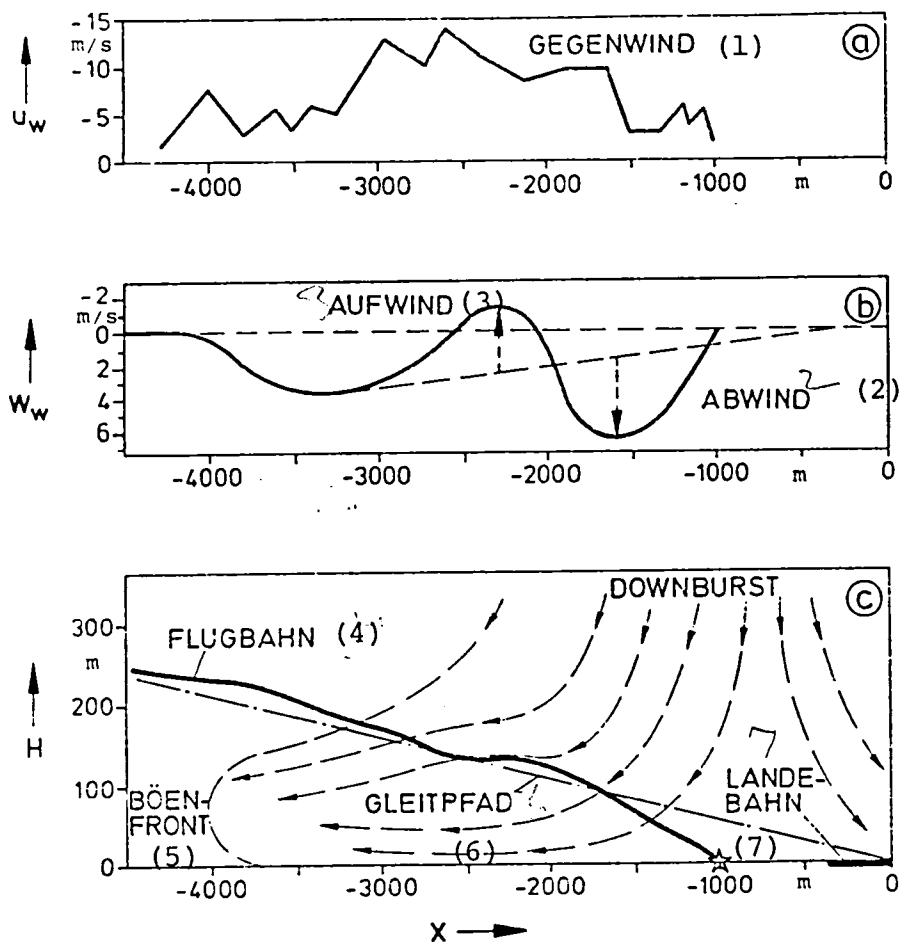 -15
m/s
-10
-5
0
u_w
GEGENWIND (1)
ⓐ
-4000 -3000 -2000 -1000 m 0
-2
m/s
0
2
4
6
W_w
AUFWIND (3)
ⓑ
ABWIND (2)
-4000 -3000 -2000 -1000 m 0
DOWNBURST
ⓒ
300
m
200
100
0
H
FLUGBAHN (4)
BÖEN-
FRONT
(5)
GLEITPFAD
(6)
LANDE-
BAHN
(7)
-4000 -3000 -2000 -1000 m 0
X